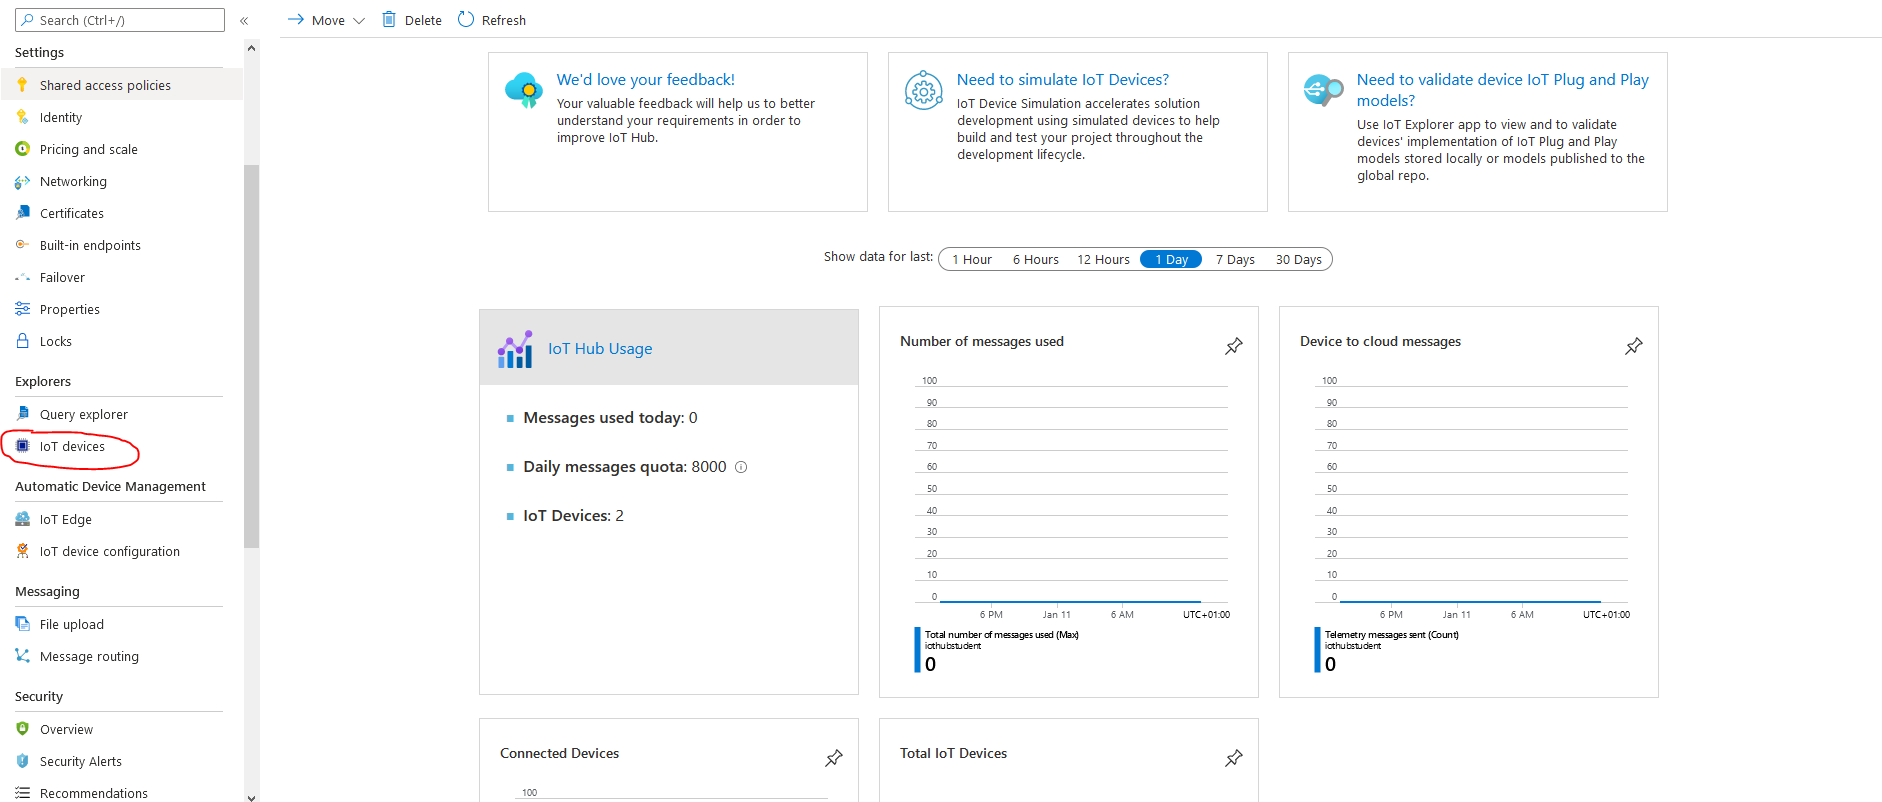 Search (Ctrl+/)
«
Move
Delete
Refresh
Settings
Shared access policies
Identity
Pricing and scale
Networking
Certificates
Built-in endpoints
Failover
Properties
Locks
Explorers
Query explorer
IoT devices
Automatic Device Management
IoT Edge
IoT device configuration
Messaging
File upload
Message routing
Security
Overview
Security Alerts
Recommendations
We'd love your feedback!
Your valuable feedback will help us to better
understand your requirements in order to
improve IoT Hub.
Need to simulate IoT Devices?
IoT Device Simulation accelerates solution
development using simulated devices to help
build and test your project throughout the
development lifecycle.
Need to validate device IoT Plug and Play
models?
Use IoT Explorer app to view and to validate
devices' implementation of IoT Plug and Play
models stored locally or models published to the
global repo.
Show data for last: 1 Hour 6 Hours 12 Hours 1 Day 7 Days 30 Days
IoT Hub Usage
Messages used today: 0
Daily messages quota: 8000
IoT Devices: 2
Number of messages used
100
90
80
70
60
50
40
30
20
10
0
6 PM Jan 11 6 AM UTC+01:00
Total number of messages used (Max)
iothubstudent
0
Device to cloud messages
100
90
80
70
60
50
40
30
20
10
0
6 PM Jan 11 6 AM UTC+01:00
Telemetry messages sent (Count)
iothubstudent
0
Connected Devices
100
Total IoT Devices